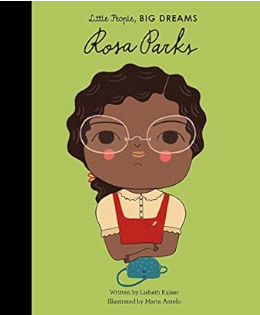 Little People, BIG DREAMS
Rosa Parks
Written by Lisbeth Kaiser
Illustrated by Marta Antelo